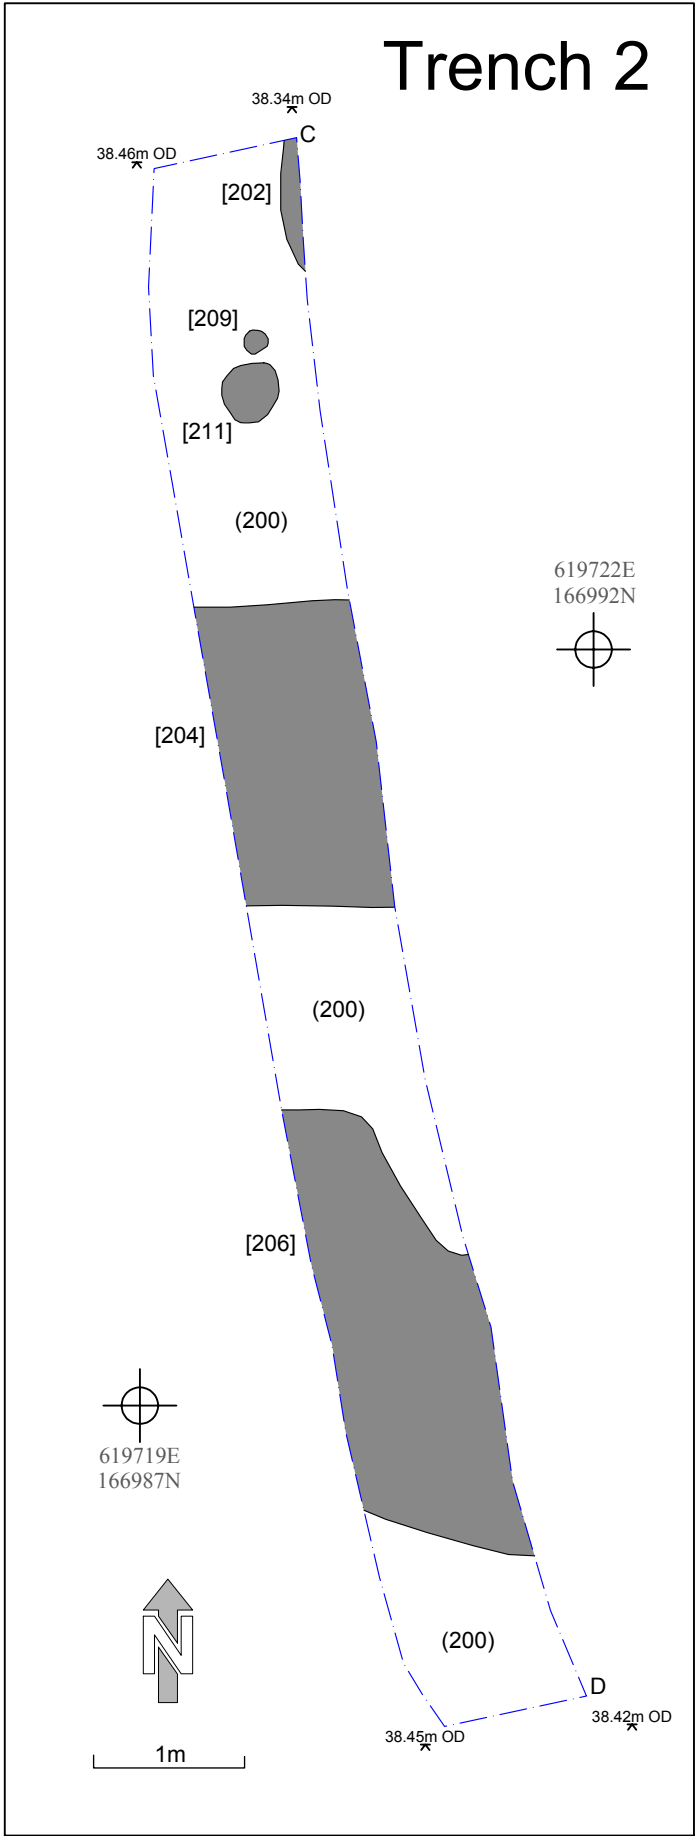 Trench 2
38.34m OD
C
38.46m OD
[202]
[209]
[211]
(200)
619722E
166992N
[204]
(200)
[206]
619719E
166987N
N
(200)
D
38.42m OD
38.45m OD
1m